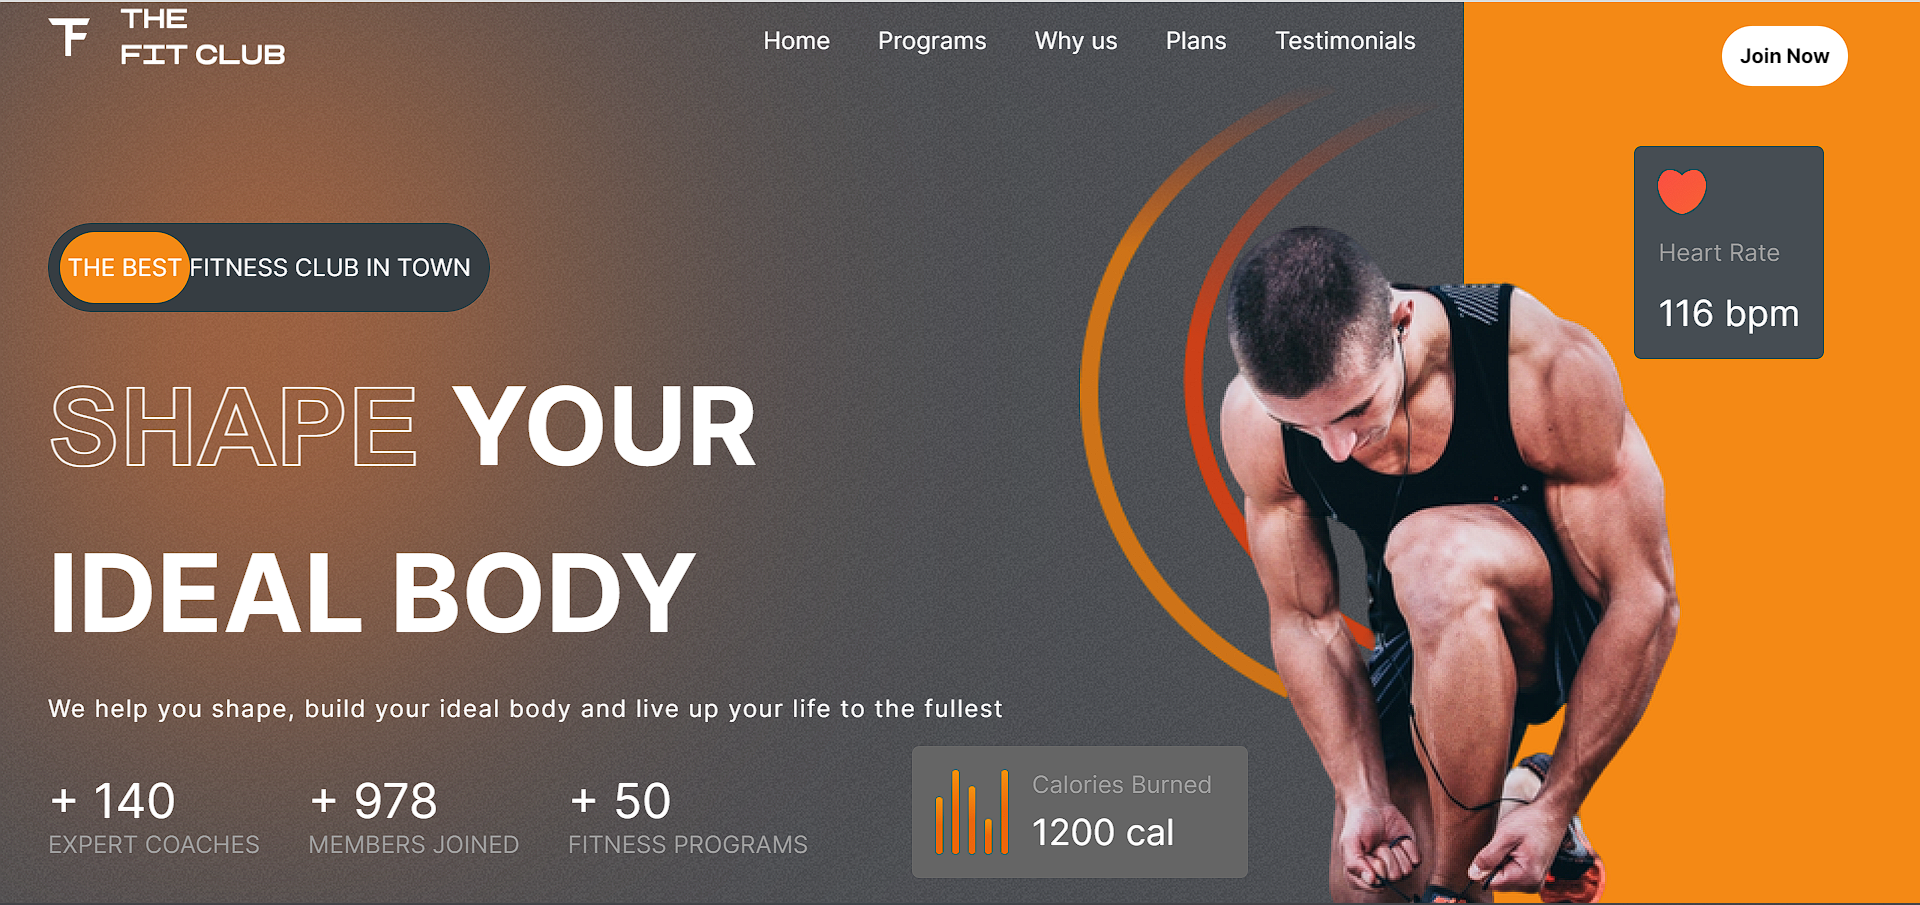 THE
FIT CLUB
Home Programs Why us Plans Testimonials
Join Now
Heart Rate
116 bpm
THE BEST FITNESS CLUB IN TOWN
SHAPE YOUR
IDEAL BODY
We help you shape, build your ideal body and live up your life to the fullest
+ 140
EXPERT COACHES
+ 978
MEMBERS JOINED
+ 50
FITNESS PROGRAMS
Calories Burned
1200 cal